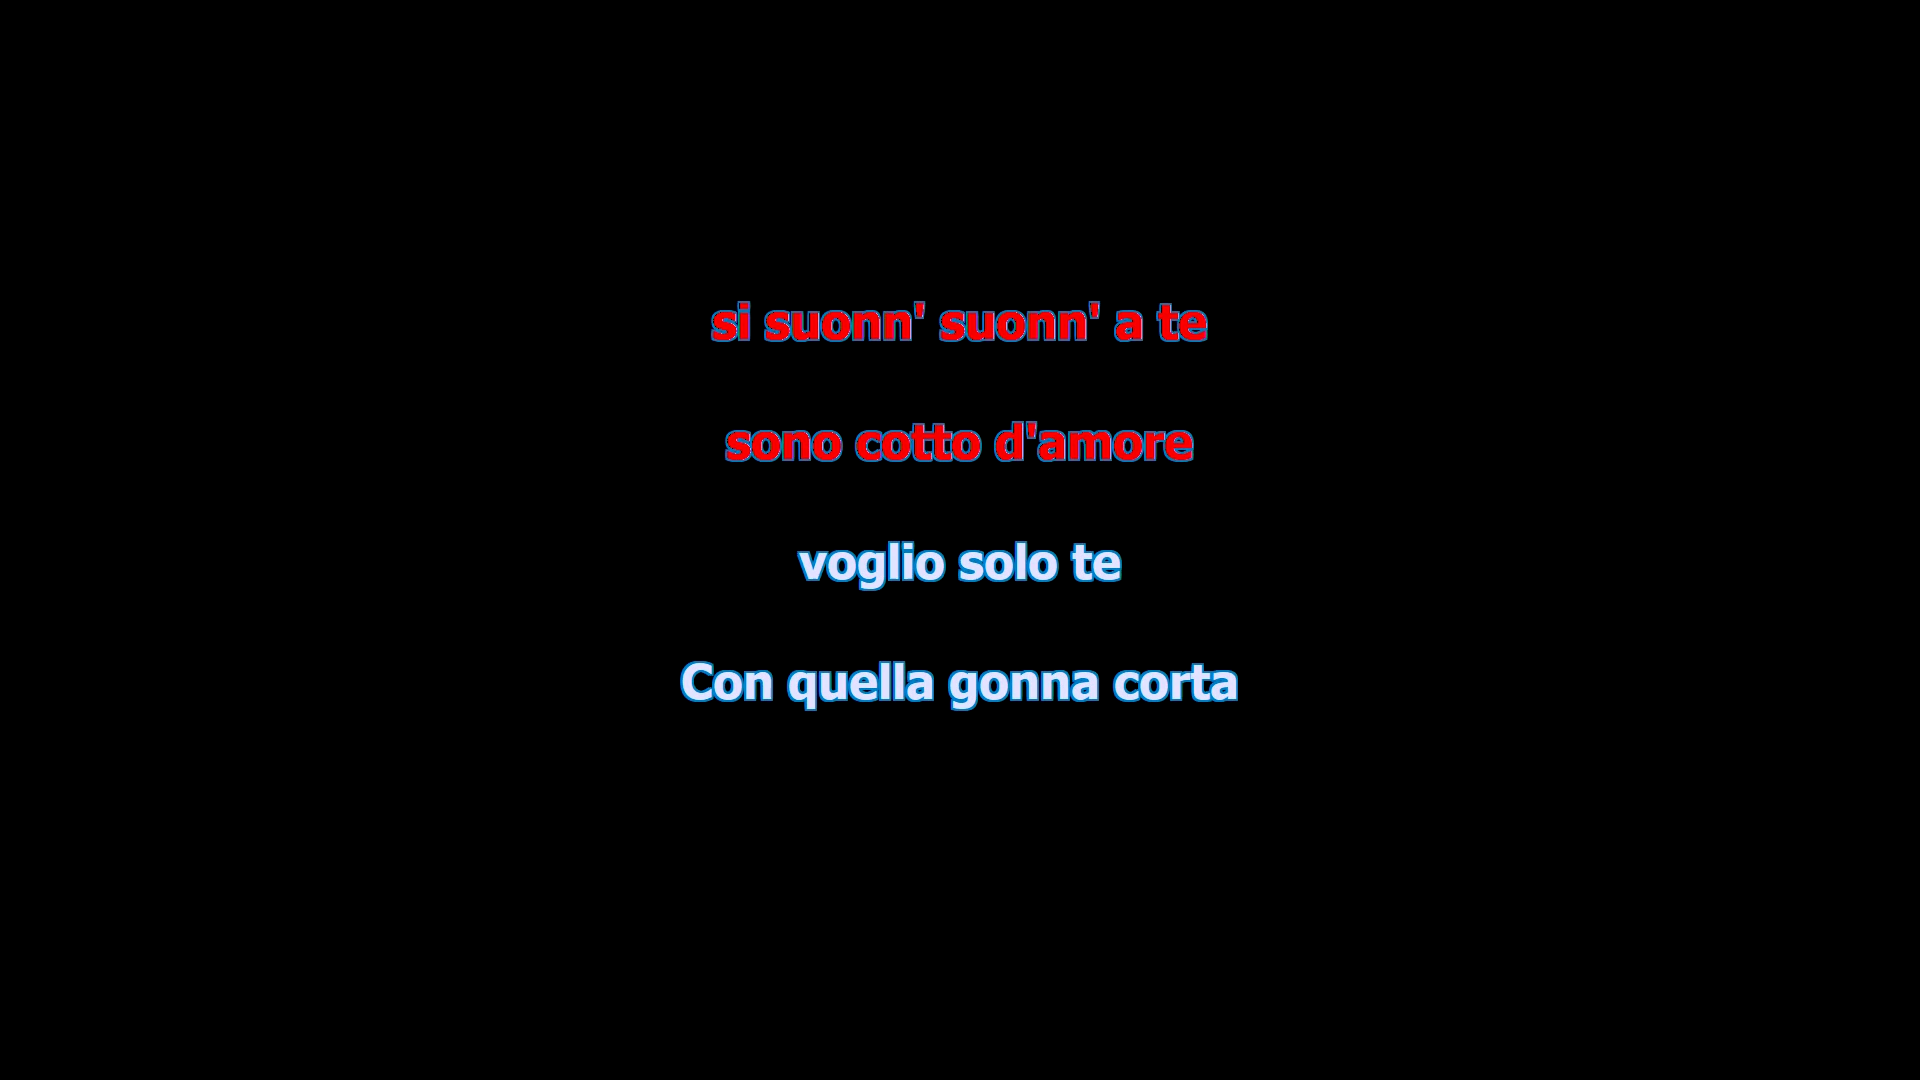 si suonn' suonn' a te
sono cotto d'amore
voglio solo te
Con quella gonna corta